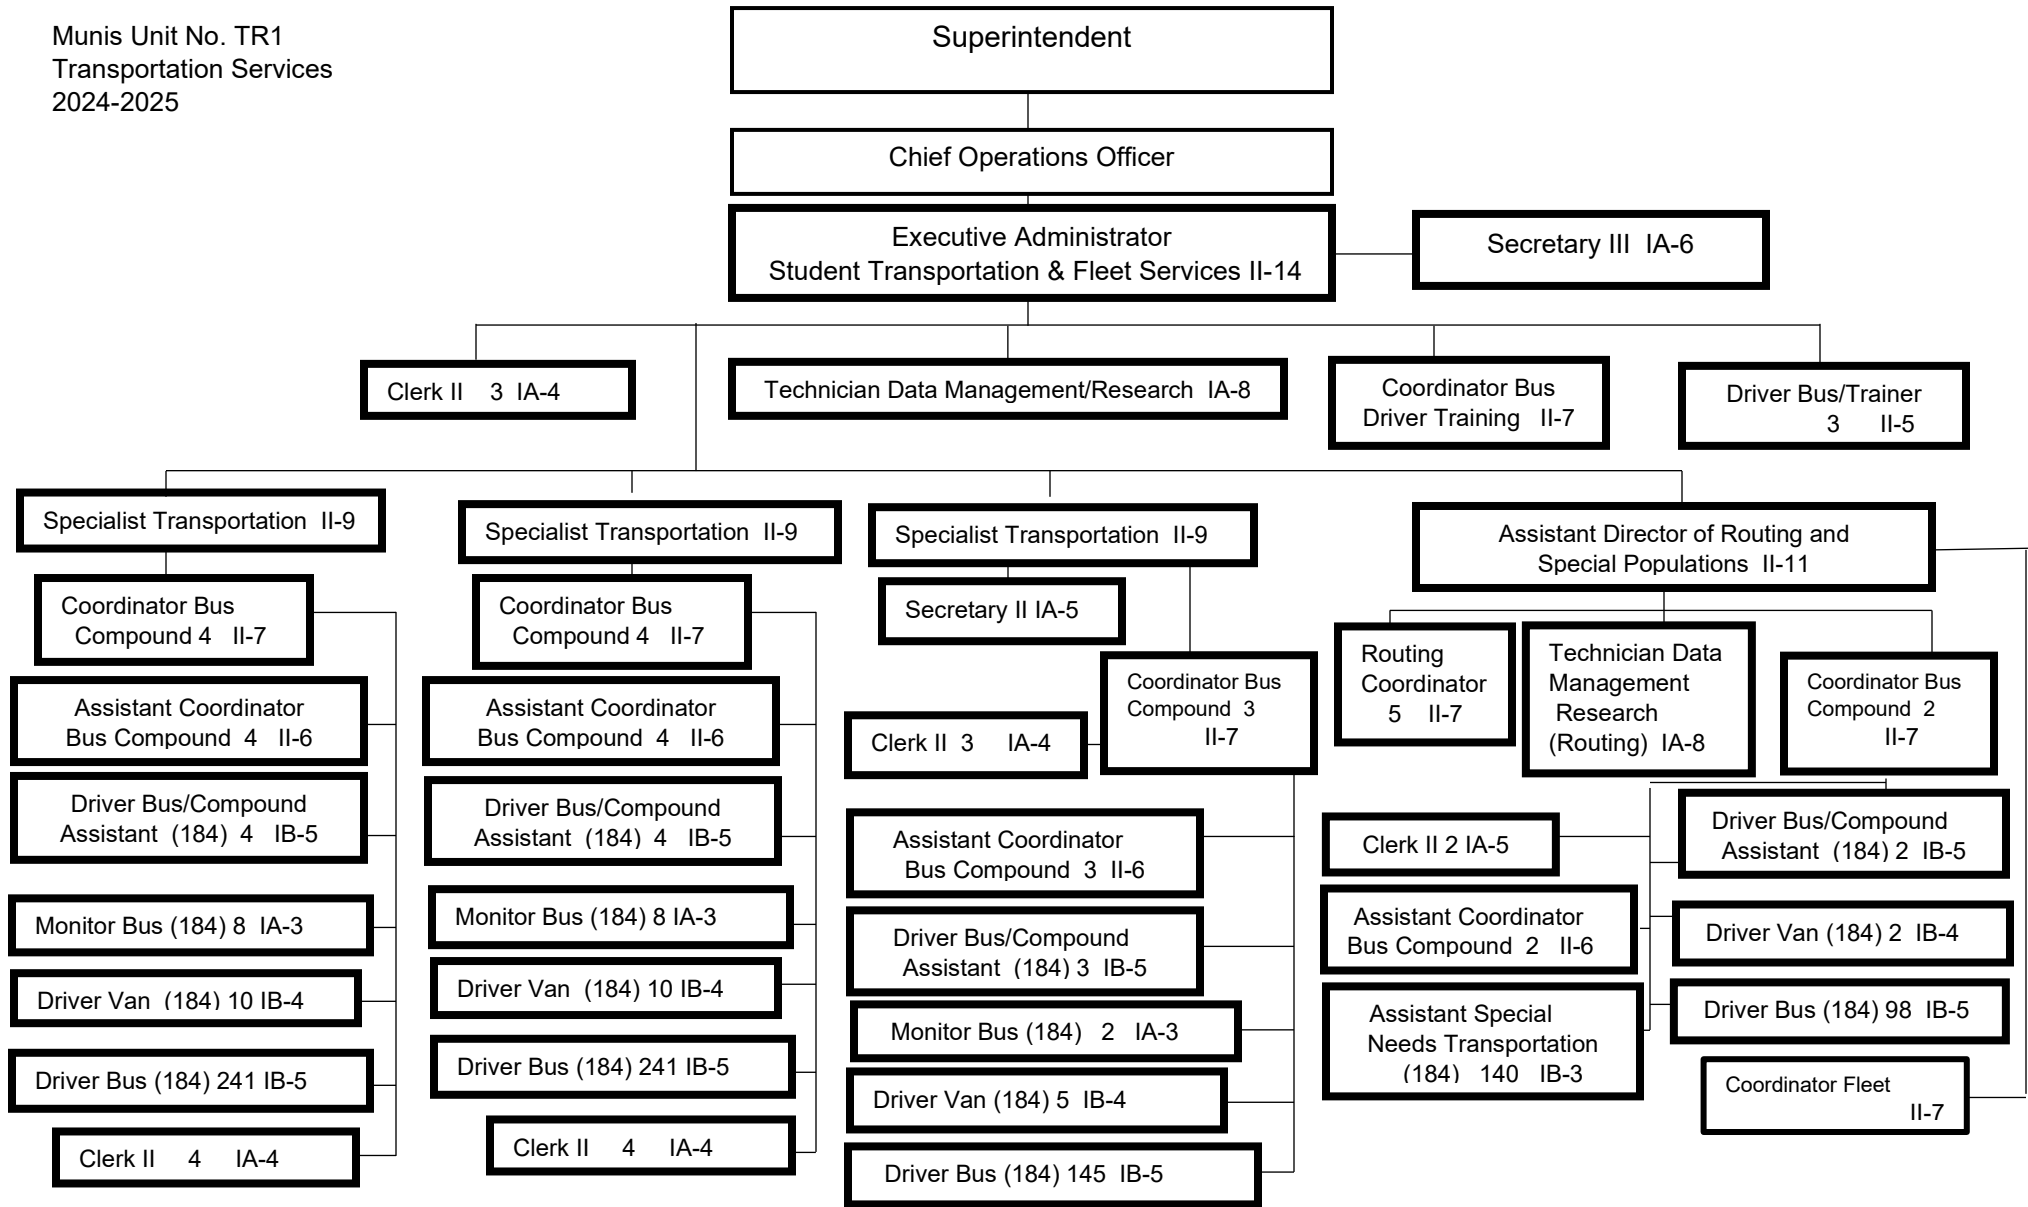 Munis Unit No. TR1
Transportation Services
2024-2025
Superintendent
Chief Operations Officer
Executive Administrator
Student Transportation & Fleet Services II-14
Secretary III IA-6
Clerk II 3 IA-4
Technician Data Management/Research IA-8
Coordinator Bus
Driver Training II-7
Driver Bus/Trainer
3 II-5
Specialist Transportation II-9
Coordinator Bus
Compound 4 II-7
Assistant Coordinator
Bus Compound 4 II-6
Driver Bus/Compound
Assistant (184) 4 IB-5
Monitor Bus (184) 8 IA-3
Driver Van (184) 10 IB-4
Driver Bus (184) 241 IB-5
Clerk II 4 IA-4
Specialist Transportation II-9
Coordinator Bus
Compound 4 II-7
Assistant Coordinator
Bus Compound 4 II-6
Driver Bus/Compound
Assistant (184) 4 IB-5
Monitor Bus (184) 8 IA-3
Driver Van (184) 10 IB-4
Driver Bus (184) 241 IB-5
Clerk II 4 IA-4
Specialist Transportation II-9
Secretary II IA-5
Coordinator Bus
Compound 3
II-7
Clerk II 3 IA-4
Assistant Coordinator
Bus Compound 3 II-6
Driver Bus/Compound
Assistant (184) 3 IB-5
Monitor Bus (184) 2 IA-3
Driver Van (184) 5 IB-4
Driver Bus (184) 145 IB-5
Assistant Director of Routing and
Special Populations II-11
Routing
Coordinator
5 II-7
Technician Data
Management
Research
(Routing) IA-8
Coordinator Bus
Compound 2
II-7
Clerk II 2 IA-5
Assistant Coordinator
Bus Compound 2 II-6
Assistant Special
Needs Transportation
(184) 140 IB-3
Driver Bus/Compound
Assistant (184) 2 IB-5
Driver Van (184) 2 IB-4
Driver Bus (184) 98 IB-5
Coordinator Fleet
II-7